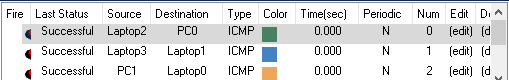 Fire Last Status Source Destination Type Color Time(sec) Periodic Num Edit De
Successful Laptop2 PC0 ICMP 0.000 N 0 (edit) (d
Successful Laptop3 Laptop1 ICMP 0.000 N 1 (edit) (d
Successful PC1 Laptop0 ICMP 0.000 N 2 (edit) (d